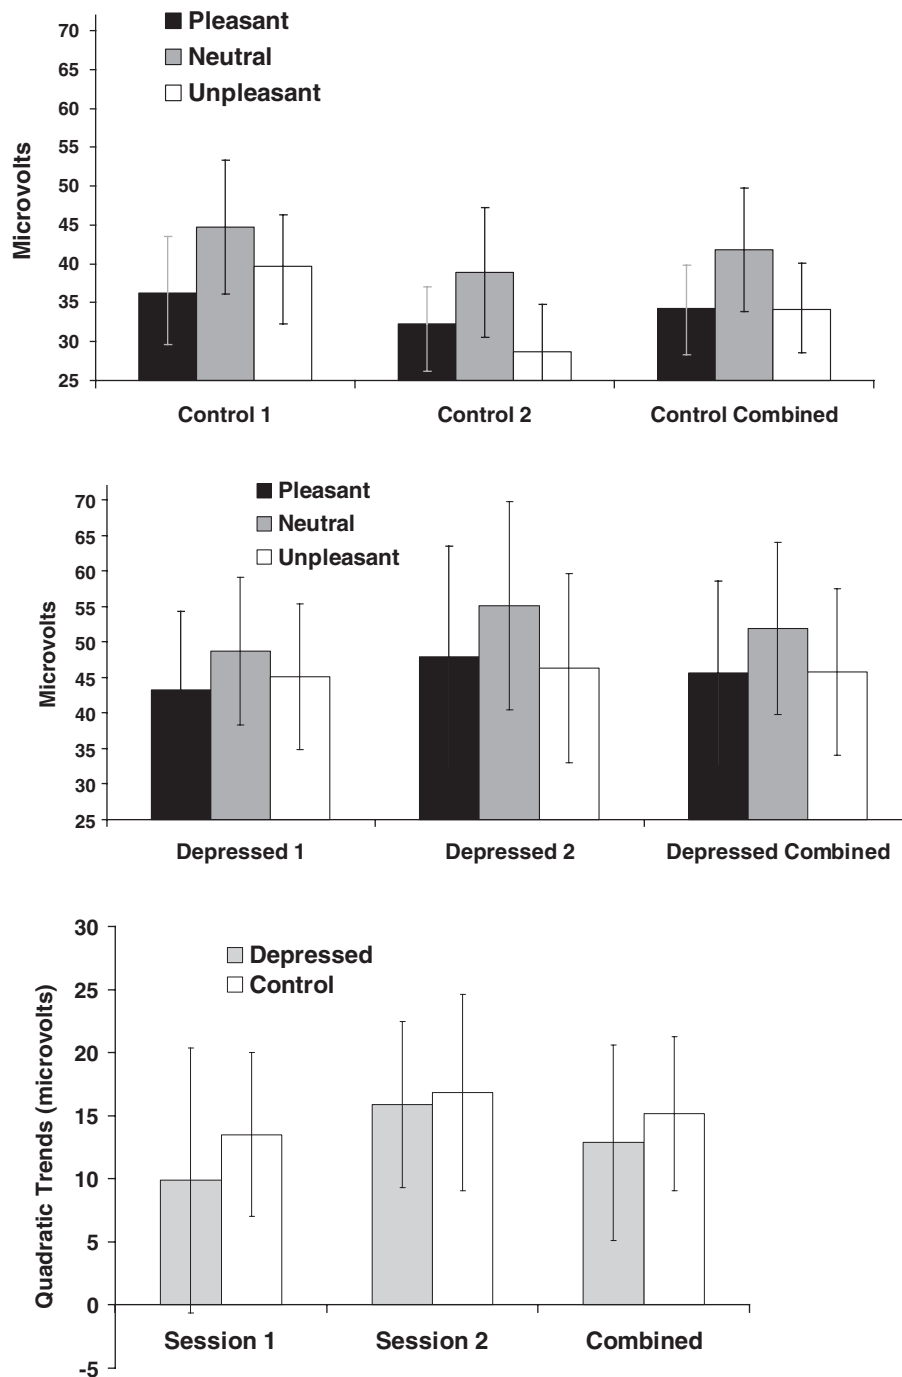 Pleasant
Neutral
Unpleasant
Microvolts
70
65
60
55
50
45
40
35
30
25
Control 1 Control 2 Control Combined
Pleasant
Neutral
Unpleasant
Microvolts
70
65
60
55
50
45
40
35
30
25
Depressed 1 Depressed 2 Depressed Combined
Depressed
Control
Quadratic Trends (microvolts)
30
25
20
15
10
5
0
-5
Session 1 Session 2 Combined